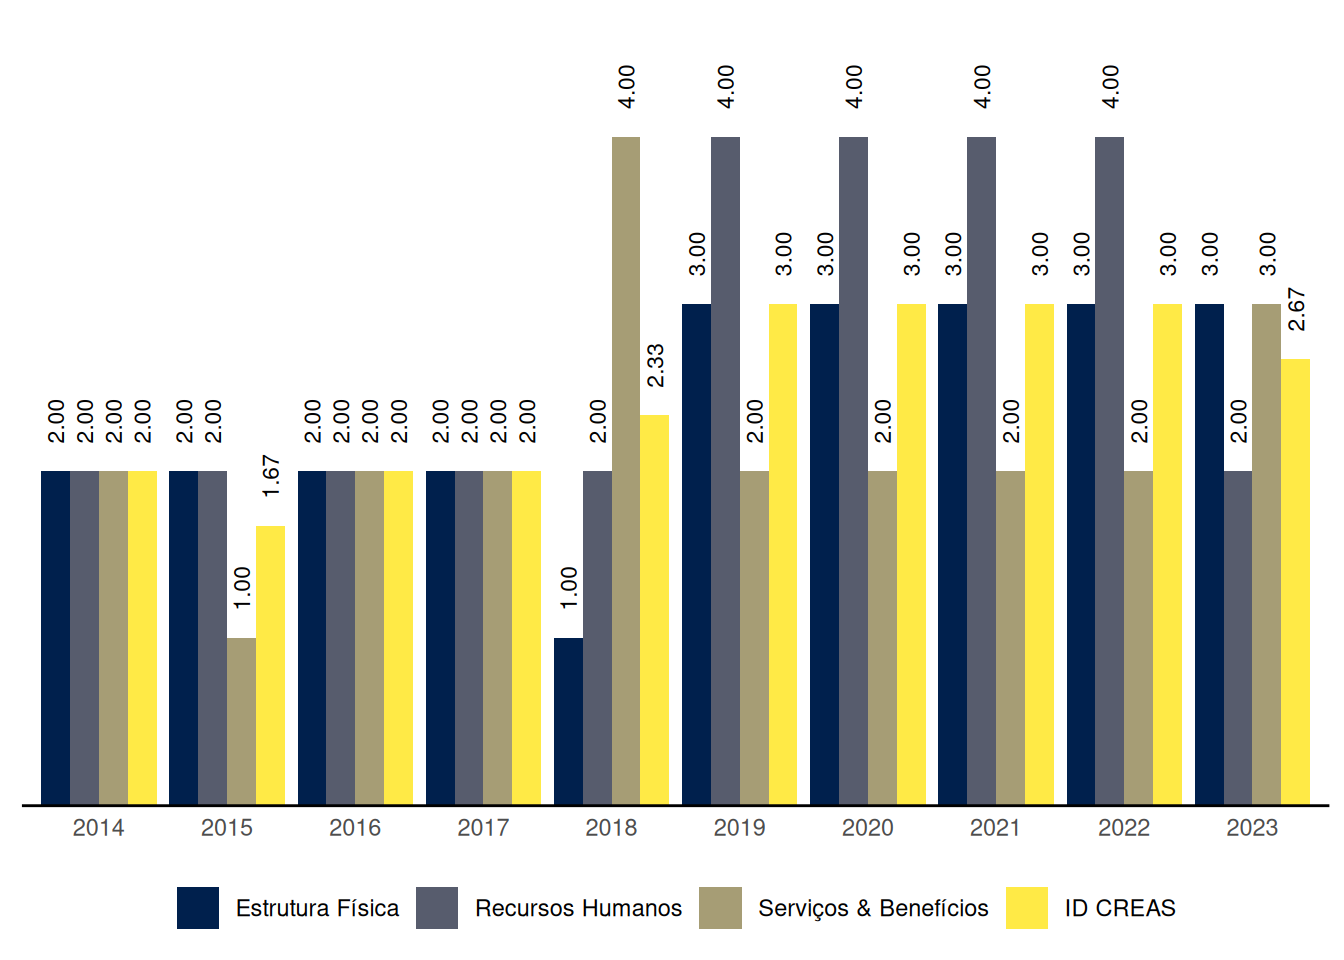 4.00 4.00 4.00 4.00 4.00
3.00 3.00 3.00 3.00 3.00 3.00 3.00 3.00 3.00 3.00
2.67
2.33
2.00 2.00 2.00 2.00 2.00 2.00 2.00 2.00 2.00 2.00 2.00 2.00 2.00 2.00 2.00 2.00 2.00 2.00 2.00 2.00
1.67
1.00 1.00
2014 2015 2016 2017 2018 2019 2020 2021 2022 2023
Estrutura Física Recursos Humanos Serviços & Benefícios ID CREAS